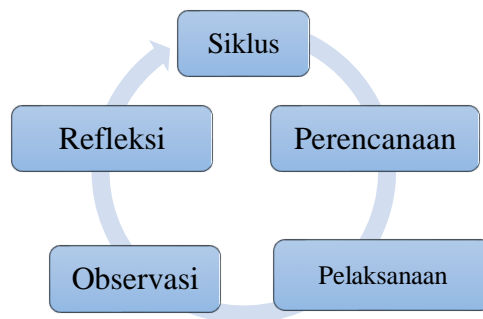 Siklus
Perencanaan
Pelaksanaan
Observasi
Refleksi